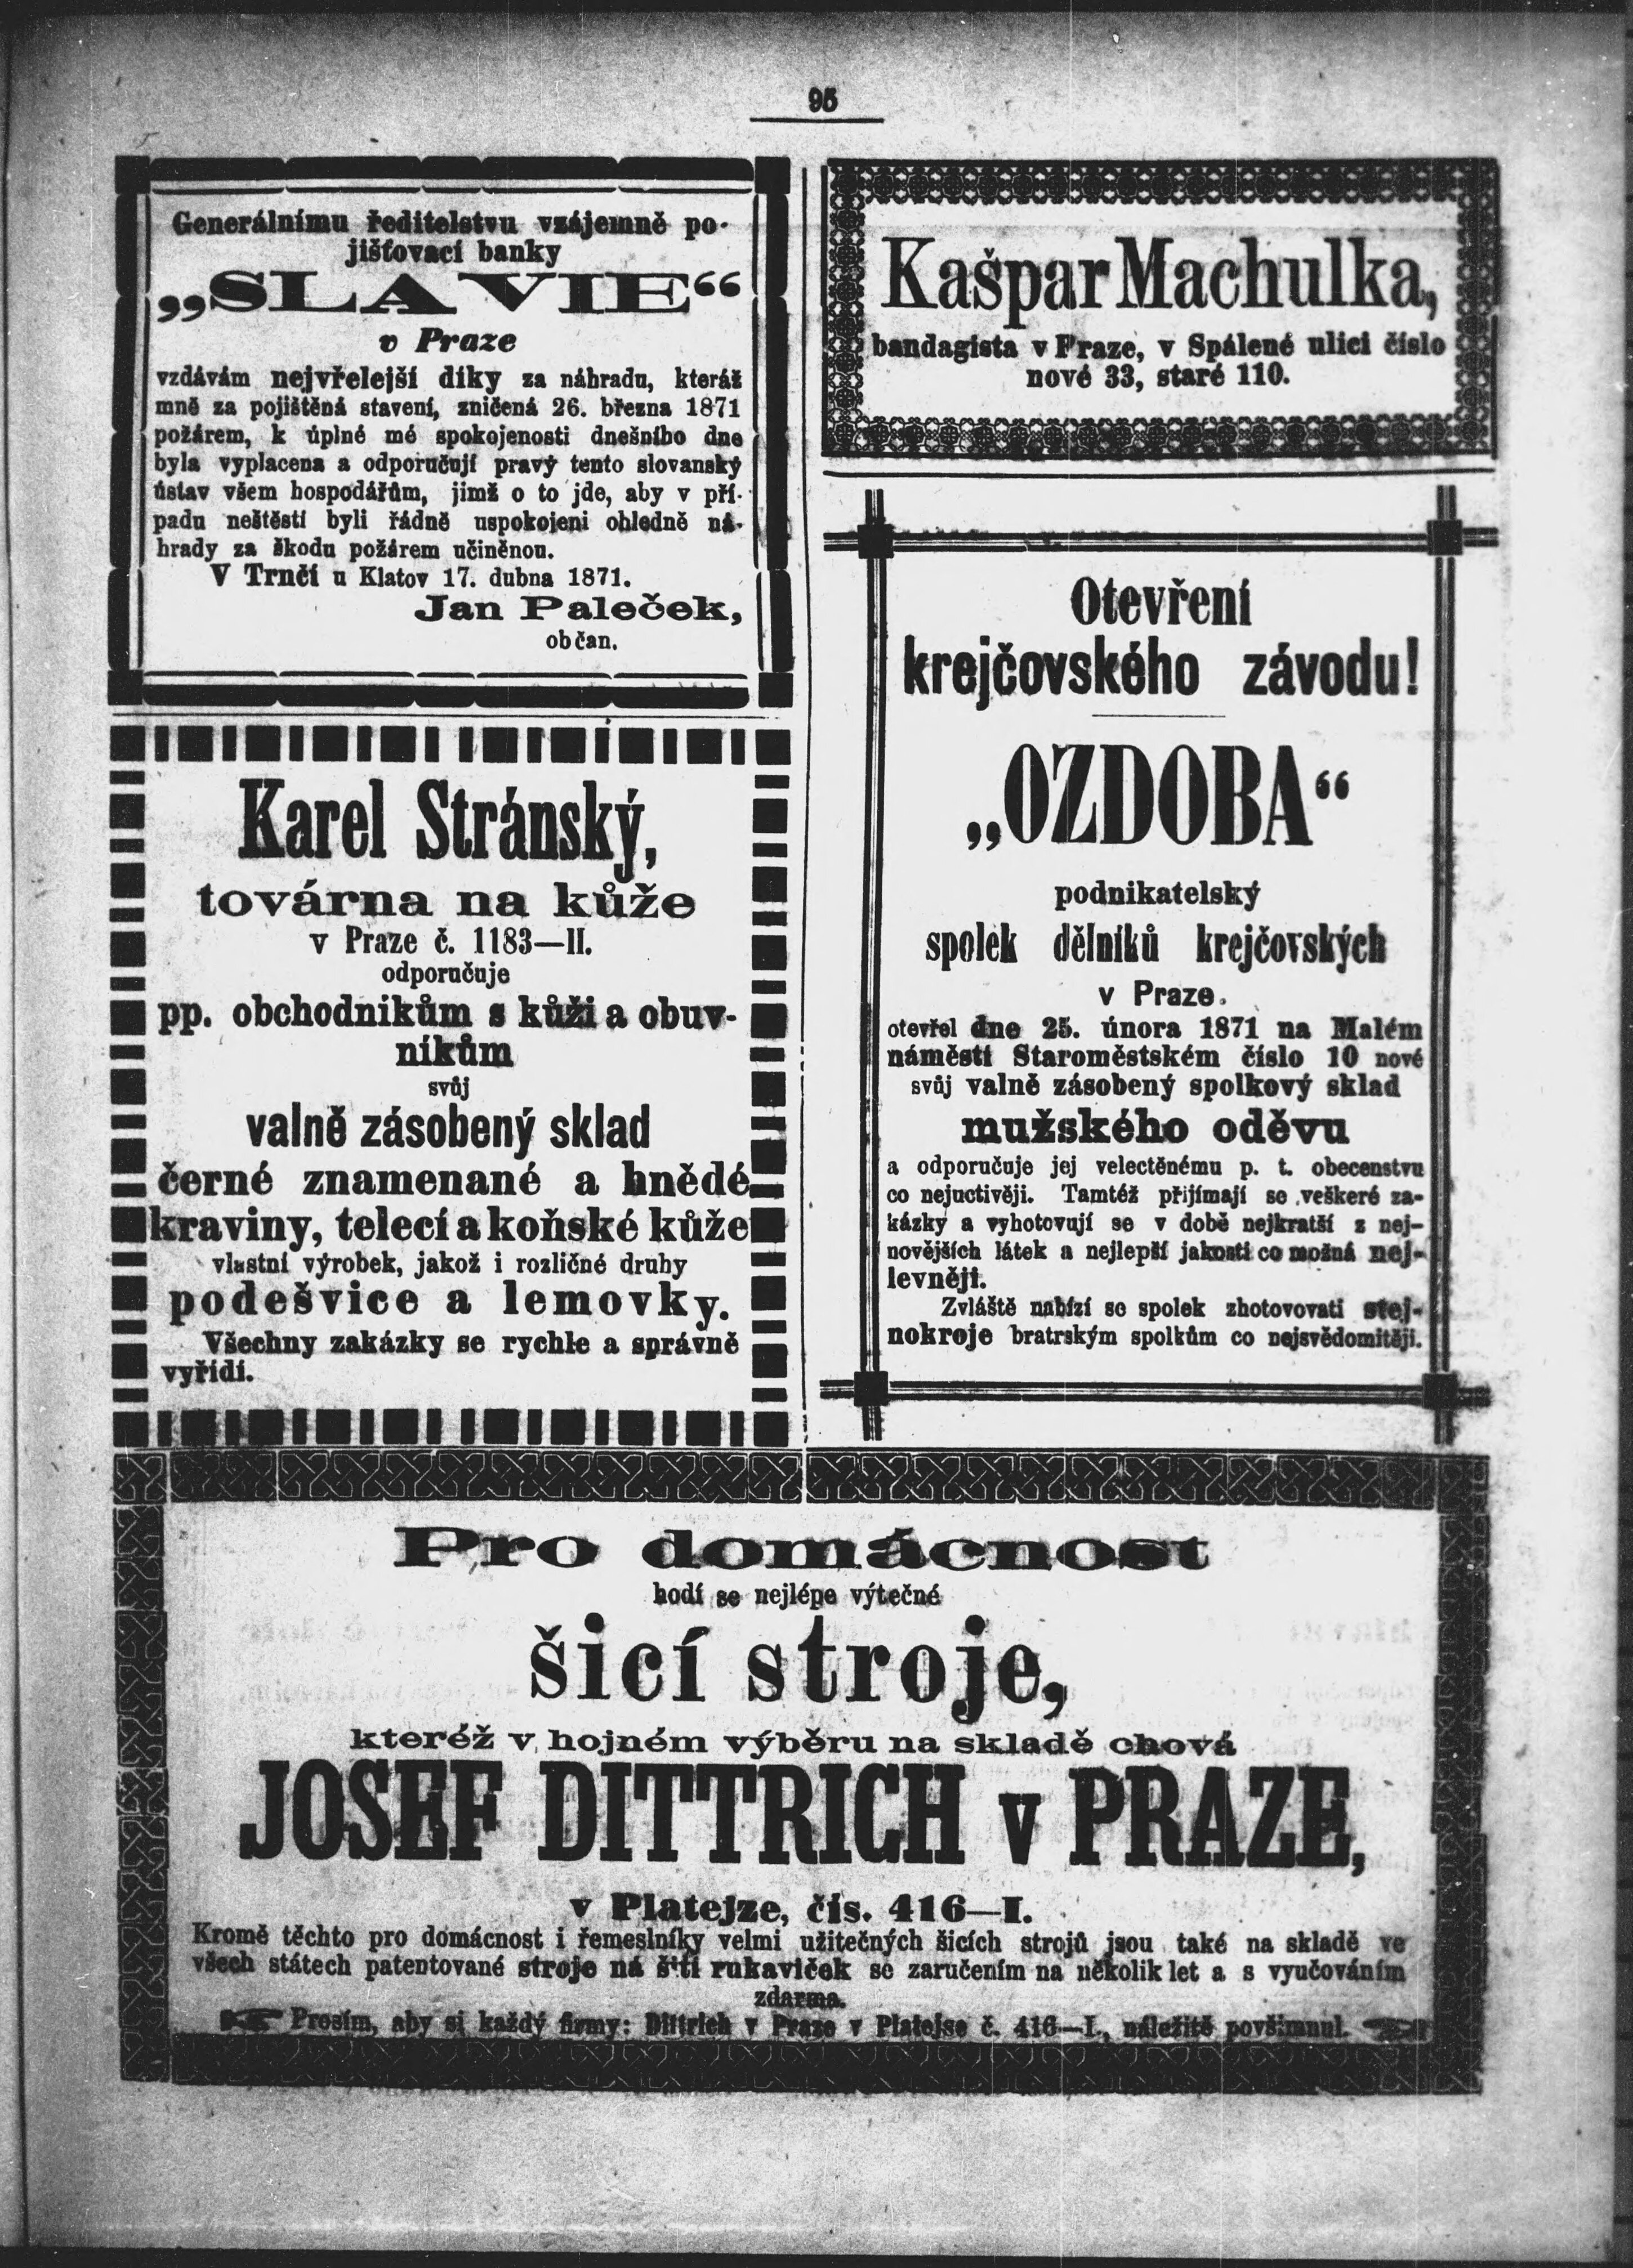 95
Generálnímu ředitelstvu vzájemně po-
jišťovací banky
„SLAVIE“
v Praze
vzdávám nejvřelejší díky za náhradu, kteráž
mně za pojištěná stavení, zničená 26. března 1871
požárem, k úplné mé spokojenosti dnešního dne
byla vyplacena a odporučují pravý tento slovanský
ústav všem hospodářům, jimž o to jde, aby v pří-
padu neštěstí byli řádně uspokojeni ohledně ná-
hrady za škodu požárem učiněnou.
V Trnčí u Klatov 17. dubna 1871.
Jan Paleček,
občan.
Karel Stránský,
továrna na kůže
v Praze č. 1183—II.
odporučuje
pp. obchodníkům s kůží a obuv-
níkům
svůj
valně zásobený sklad
černé znamenané a hnědé
kraviny, telecí a koňské kůže
vlastní výrobek, jakož i rozličné druhy
podešvice a lemovky.
Všechny zakázky se rychle a správně
vyřídí.
Kašpar Machulka,
bandagista v Praze, v Spálené ulici číslo
nové 33, staré 110.
Otevření
krejčovského závodu!
„OZDOBA“
podnikatelský
spolek dělníků krejčovských
v Praze.
otevřel dne 25. února 1871 na Malém
náměstí Staroměstském číslo 10 nové
svůj valně zásobený spolkový sklad
mužského oděvu
a odporučuje jej velectěnému p. t. obecenstvu
co nejuctivěji. Tamtéž přijímají se veškeré za-
kázky a vyhotovují se v době nejkratší z nej-
novějších látek a nejlepší jakosti co možná nej-
levněji.
Zvláště nabízí se spolek zhotovovati stej-
nokroje bratrským spolkům co nejsvědomitěji.
Pro domácnost
hodí se nejlépe výtečné
šicí stroje,
kteréž v hojném výběru na skladě chová
JOSEF DITTRICH v PRAZE,
v Platejze, čís. 416—I.
Kromě těchto pro domácnost i řemeslníky velmi užitečných šicích strojů jsou také na skladě ve
všech státech patentované stroje ná šití rukaviček se zaručením na několik let a s vyučováním
zdarma.
Prosím, aby si každý firmy: Dittrich v Praze v Platejse č. 416—I., náležitě povšimnul.